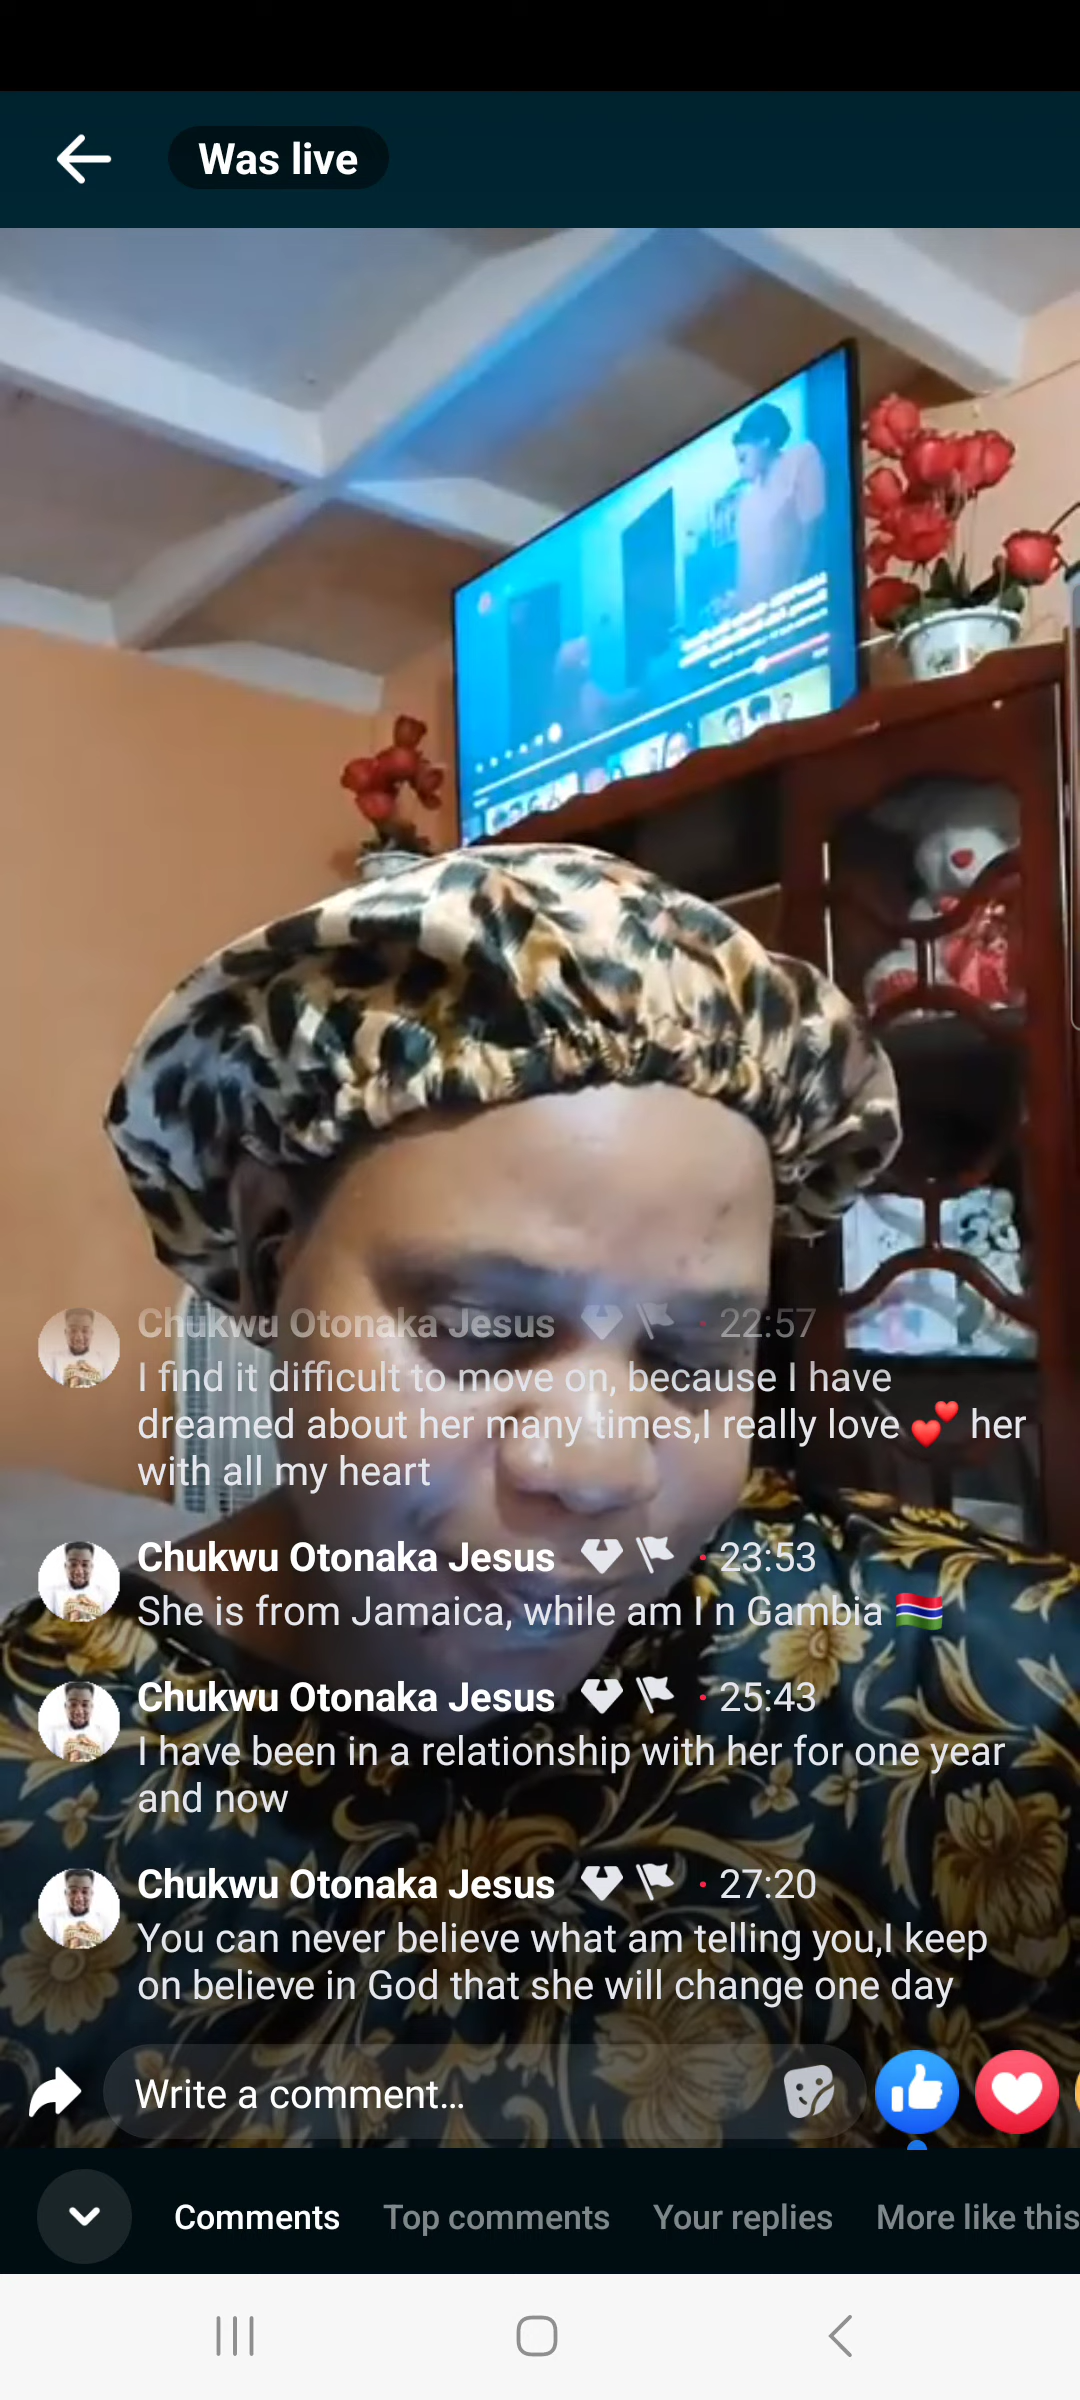 Was live
Chukwu Otonaka Jesus · 22:57
I find it difficult to move on, because I have
dreamed about her many times,I really love 💕 her
with all my heart
Chukwu Otonaka Jesus · 23:53
She is from Jamaica, while am I n Gambia 🇬🇲
Chukwu Otonaka Jesus · 25:43
I have been in a relationship with her for one year
and now
Chukwu Otonaka Jesus · 27:20
You can never believe what am telling you,I keep
on believe in God that she will change one day
Write a comment...
Comments Top comments Your replies More like this